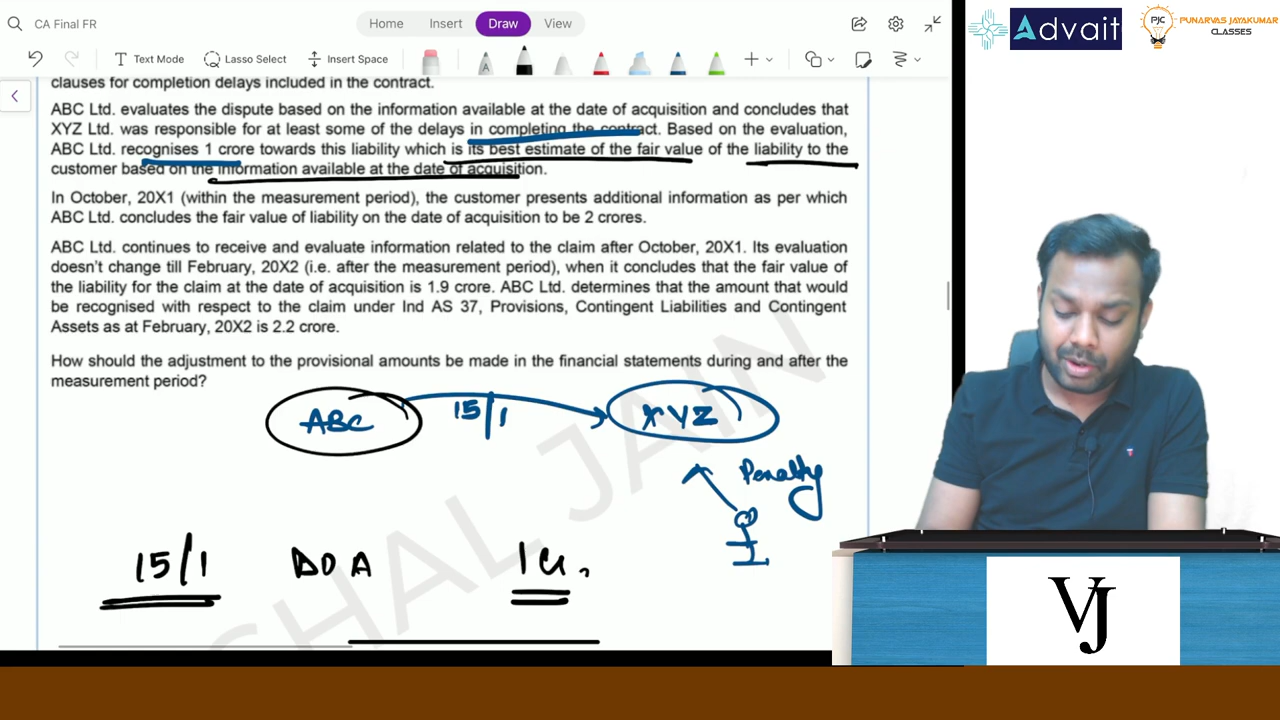 CA Final FR
Home Insert Draw View
Text Mode Lasso Select Insert Space
Advait
PJC
PUNARVAS JAYAKUMAR
CLASSES
clauses for completion delays included in the contract.
ABC Ltd. evaluates the dispute based on the information available at the date of acquisition and concludes that
XYZ Ltd. was responsible for at least some of the delays in completing the contract. Based on the evaluation,
ABC Ltd. recognises 1 crore towards this liability which is its best estimate of the fair value of the liability to the
customer based on the information available at the date of acquisition.
In October, 20X1 (within the measurement period), the customer presents additional information as per which
ABC Ltd. concludes the fair value of liability on the date of acquisition to be 2 crores.
ABC Ltd. continues to receive and evaluate information related to the claim after October, 20X1. Its evaluation
doesn't change till February, 20X2 (i.e. after the measurement period), when it concludes that the fair value of
the liability for the claim at the date of acquisition is 1.9 crore. ABC Ltd. determines that the amount that would
be recognised with respect to the claim under Ind AS 37, Provisions, Contingent Liabilities and Contingent
Assets as at February, 20X2 is 2.2 crore.
How should the adjustment to the provisional amounts be made in the financial statements during and after the
measurement period?
ABC 15/1 XYZ
Penalty
15/1 DOA 1 Cr.
SHAL JAIN
VJ